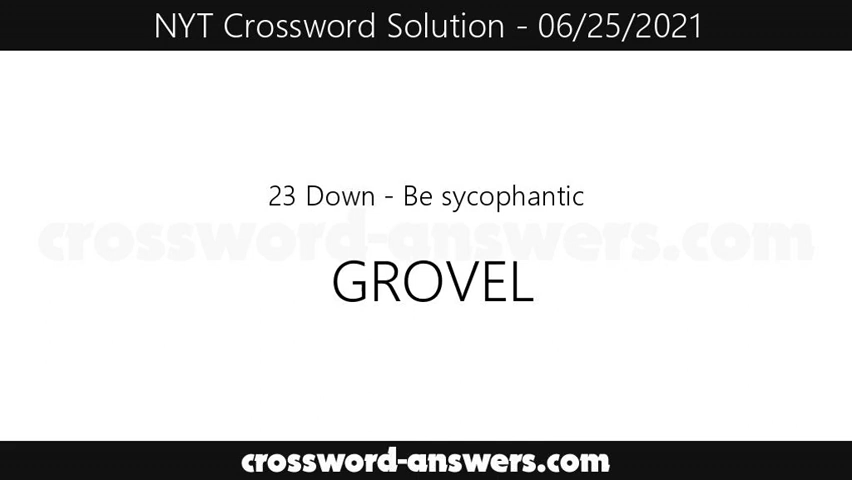 NYT Crossword Solution - 06/25/2021
23 Down - Be sycophantic
crossword-answers.com
GROVEL
crossword-answers.com